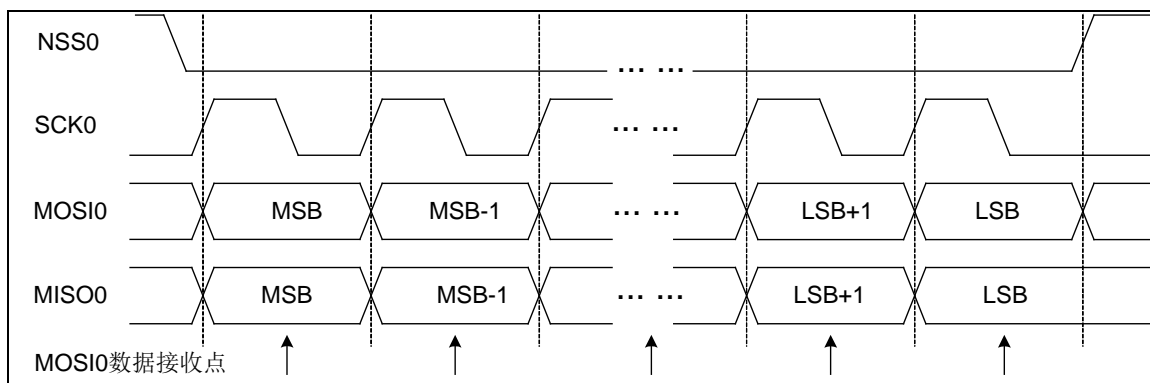 NSS0
... ...
SCK0
... ...
MOSI0 MSB MSB-1 ... ... LSB+1 LSB
MISO0 MSB MSB-1 ... ... LSB+1 LSB
MOSI0数据接收点